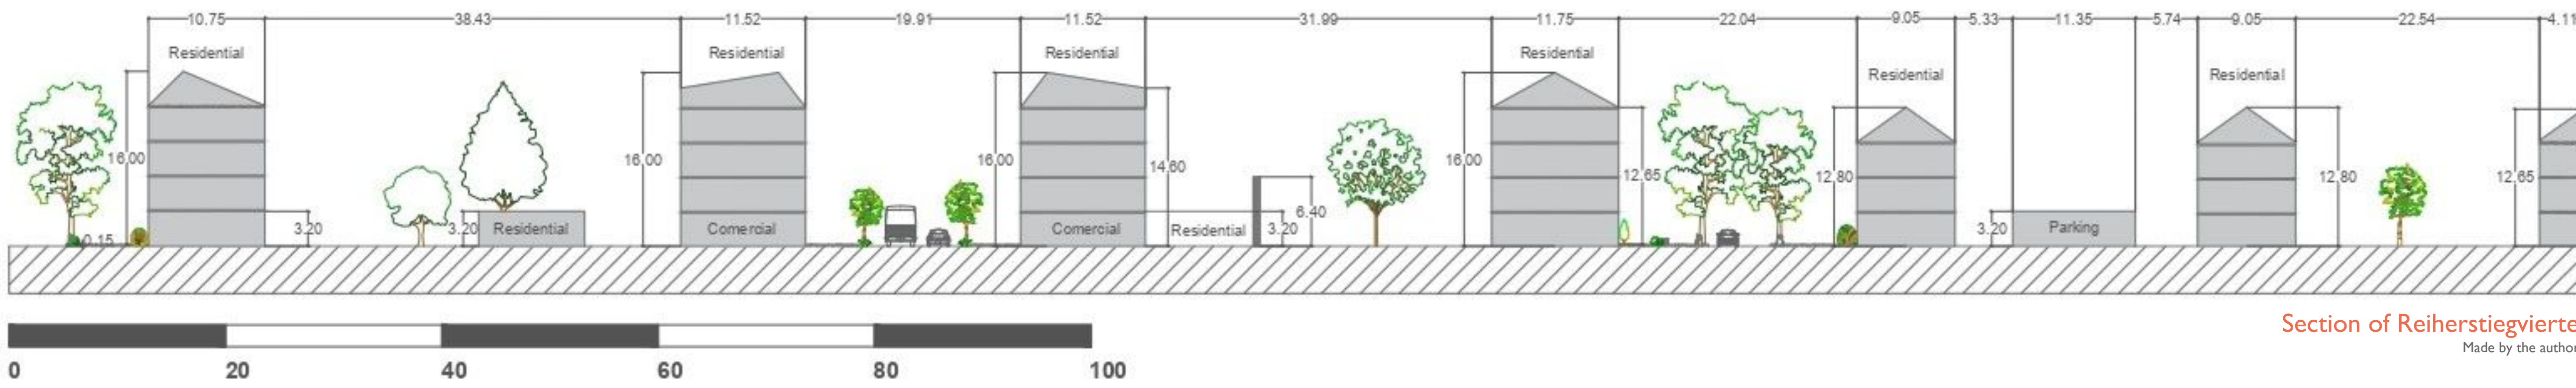 10.75 38.43 11.52 19.91 11.52 31.99 11.75 22.04 9.05 5.33 11.35 5.74 9.05 22.54 4.11
Residential Residential Residential Residential
Residential Residential
16.00 16.00 16.00 14.60 16.00 12.65 12.80 12.80 12.65
6.40
0.15 3.20 3.20 Residential Comercial Comercial Residential 3.20 3.20 Parking
Section of Reiherstiegvierte
Made by the author
0 20 40 60 80 100